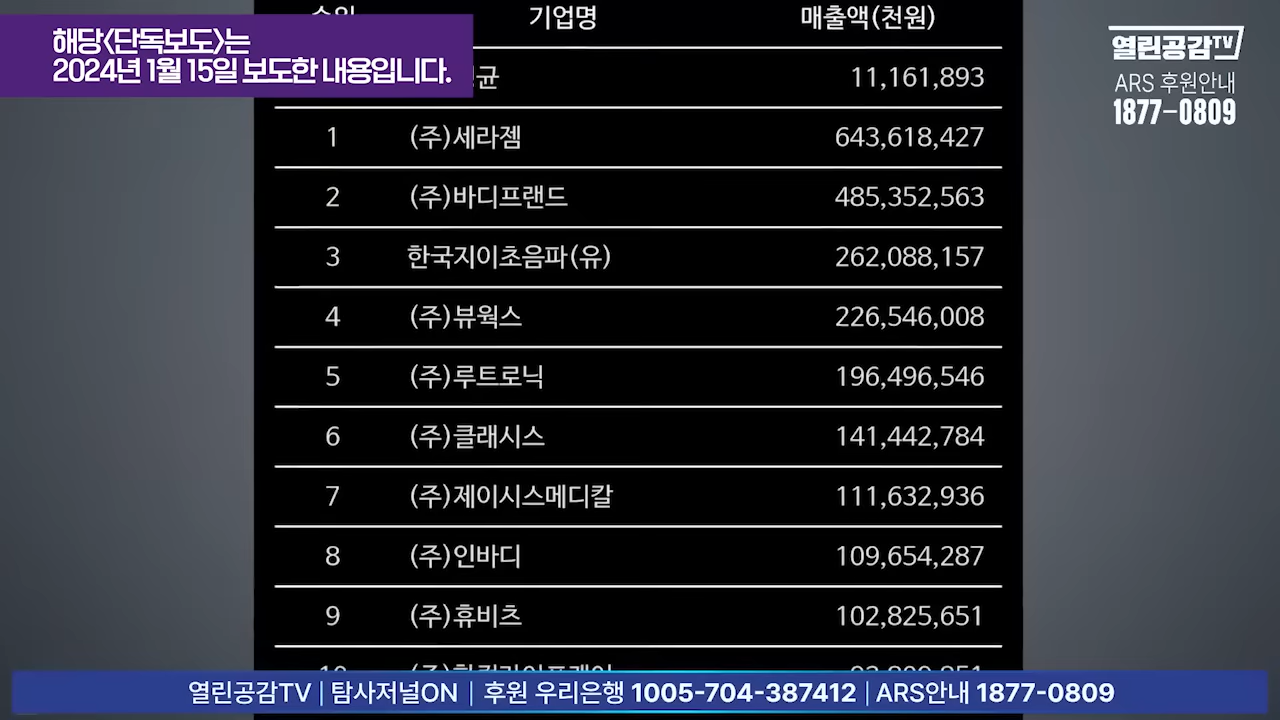 해당<단독보도>는
2024년 1월 15일 보도한 내용입니다.
열린공감TV
ARS 후원안내
1877-0809
기업명 매출액(천원)
11,161,893
1 (주)세라젬 643,618,427
2 (주)바디프랜드 485,352,563
3 한국지이초음파(유) 262,088,157
4 (주)뷰웍스 226,546,008
5 (주)루트로닉 196,496,546
6 (주)클래시스 141,442,784
7 (주)제이시스메디칼 111,632,936
8 (주)인바디 109,654,287
9 (주)휴비츠 102,825,651
열린공감TV | 탐사저널ON | 후원 우리은행 1005-704-387412 | ARS안내 1877-0809